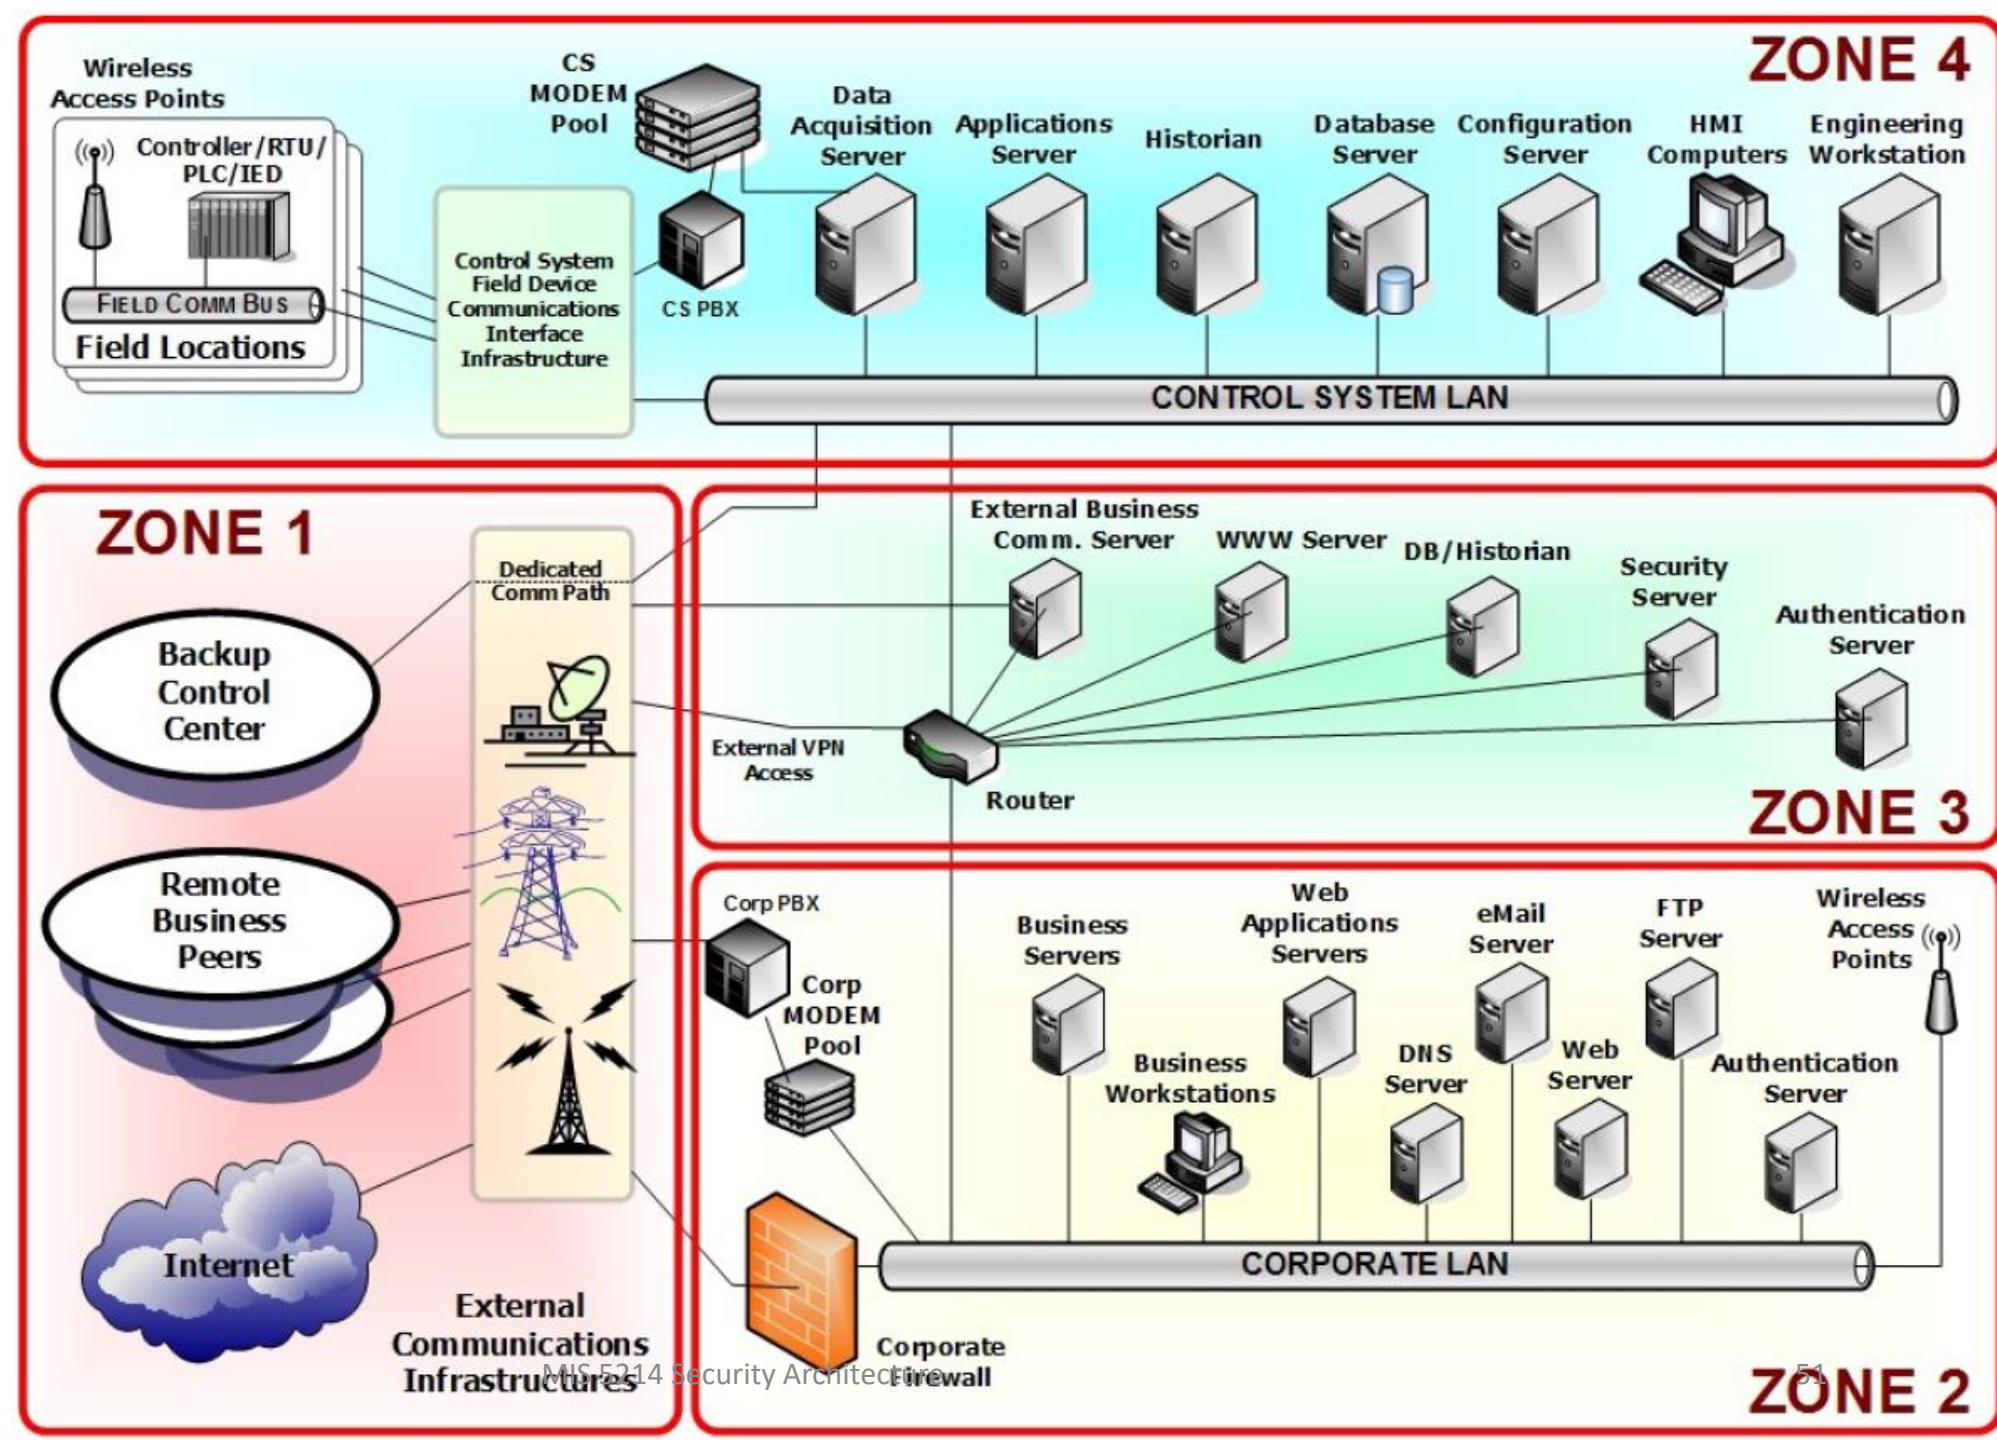 ZONE 4
Wireless
Access Points
Controller/RTU/
PLC/IED
FIELD COMM BUS
Field Locations
Control System
Field Device
Communications
Interface
Infrastructure
CS
MODEM
Pool
CS PBX
Data
Acquisition
Server
Applications
Server
Historian
Database
Server
Configuration
Server
HMI
Computers
Engineering
Workstation
CONTROL SYSTEM LAN
ZONE 1
Dedicated
Comm Path
Backup
Control
Center
Remote
Business
Peers
Internet
External
Communications
Infrastructures
External Business
Comm. Server
WWW Server
DB/Historian
Security
Server
Authentication
Server
External VPN
Access
Router
ZONE 3
Corp PBX
Corp
MODEM
Pool
Business
Servers
Business
Workstations
Web
Applications
Servers
DNS
Server
eMail
Server
Web
Server
FTP
Server
Authentication
Server
Wireless
Access
Points
CORPORATE LAN
Corporate
Firewall
ZONE 2
MIS 5214 Security Architecture
51